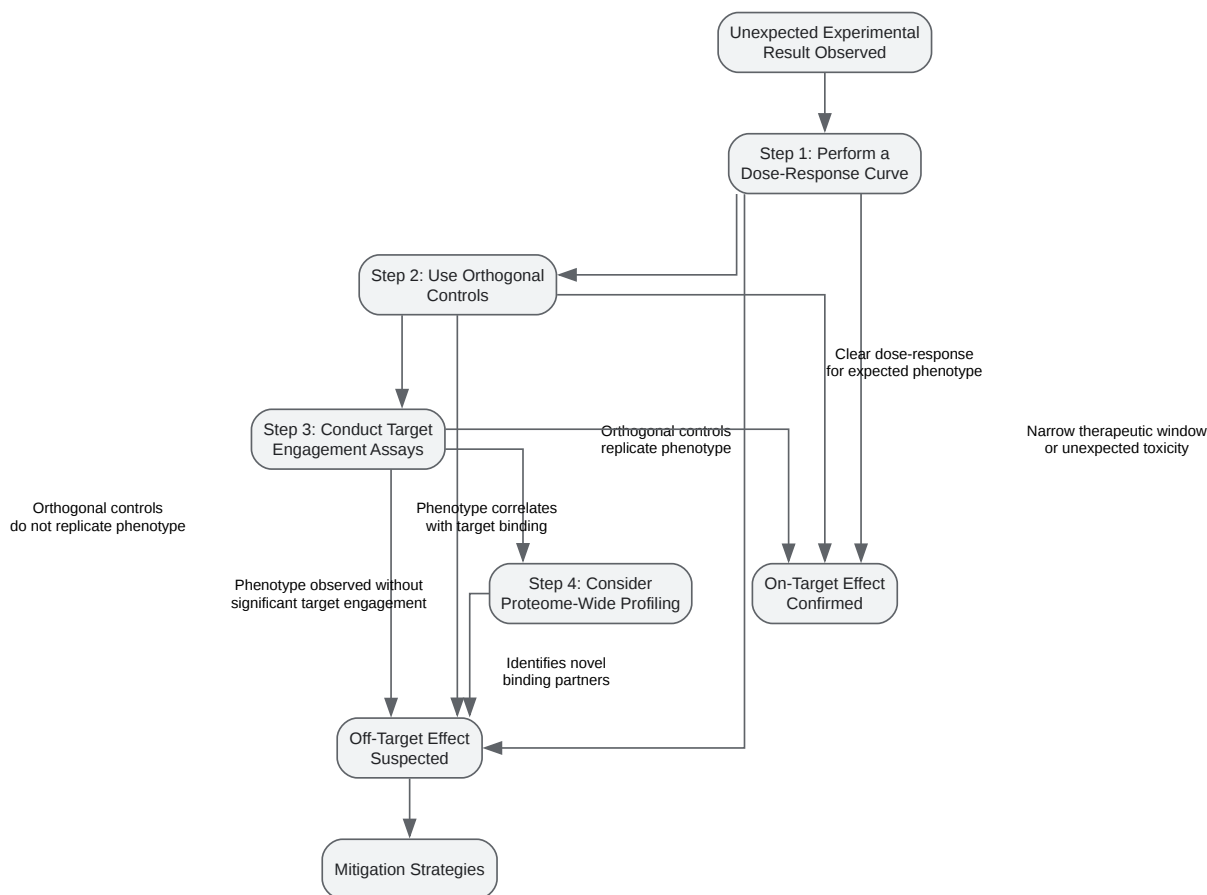 Unexpected Experimental
Result Observed
Step 1: Perform a
Dose-Response Curve
Step 2: Use Orthogonal
Controls
Clear dose-response
for expected phenotype
Step 3: Conduct Target
Engagement Assays
Orthogonal controls
replicate phenotype
Narrow therapeutic window
or unexpected toxicity
Orthogonal controls
do not replicate phenotype
Phenotype correlates
with target binding
Phenotype observed without
significant target engagement
Step 4: Consider
Proteome-Wide Profiling
On-Target Effect
Confirmed
Identifies novel
binding partners
Off-Target Effect
Suspected
Mitigation Strategies